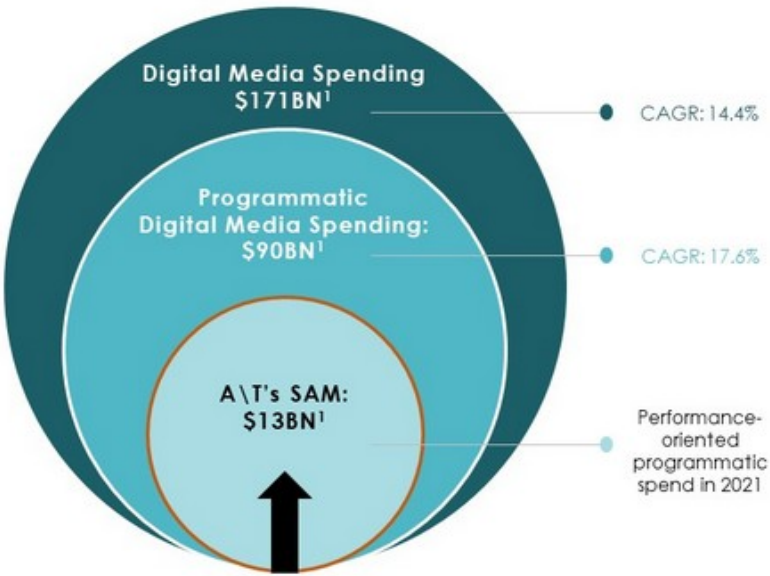 Digital Media Spending
$171BN¹
CAGR: 14.4%
Programmatic
Digital Media Spending:
$90BN¹
CAGR: 17.6%
A\T's SAM:
$13BN¹
Performance-
oriented
programmatic
spend in 2021